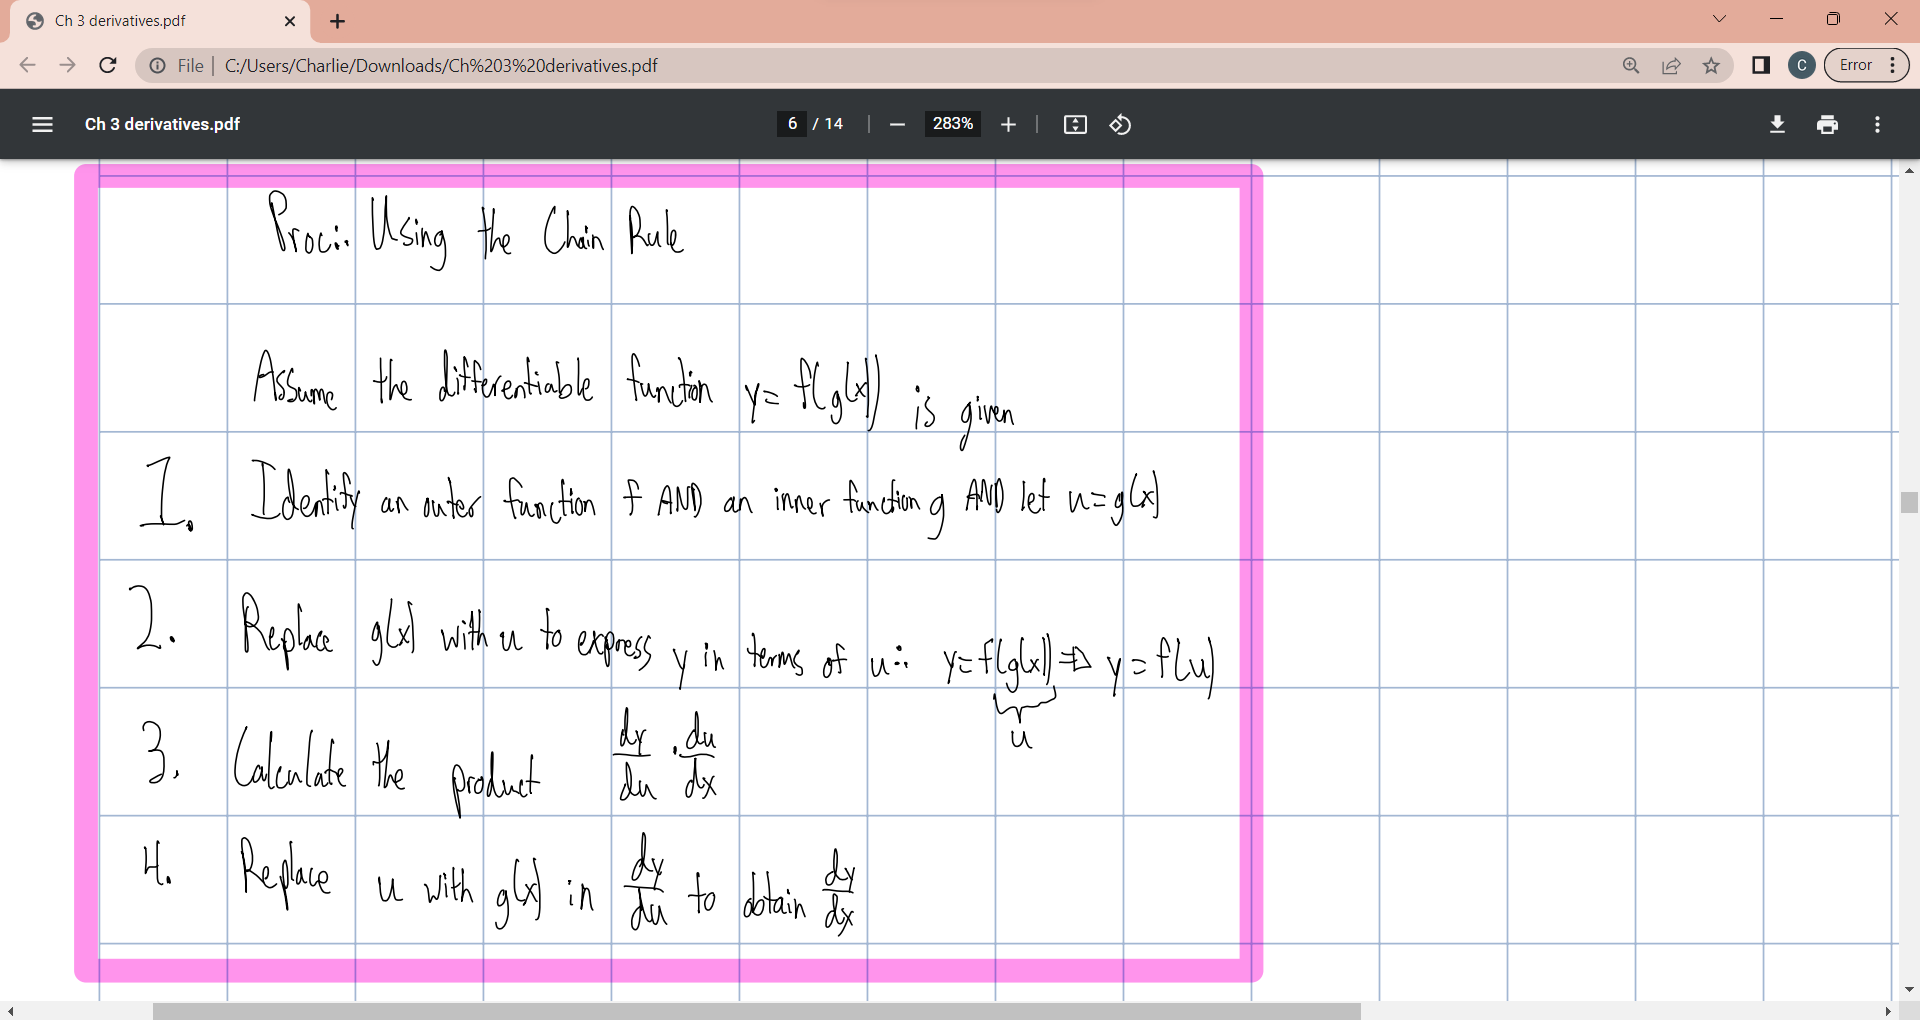 Ch 3 derivatives.pdf
File | C:/Users/Charlie/Downloads/Ch%203%20derivatives.pdf
C
Error
Ch 3 derivatives.pdf
6 / 14
283%
Proc:. Using the Chain Rule
Assume the differentiable function y= f(g(x)) is given
1. Identify an outer function f AND an inner function g AND let u=g(x)
2. Replace g(x) with u to express y in terms of u:. y=f(g(x)) ⇒ y = f(u)
u
3. Calculate the product dy/du · du/dx
4. Replace u with g(x) in dy/du to obtain dy/dx